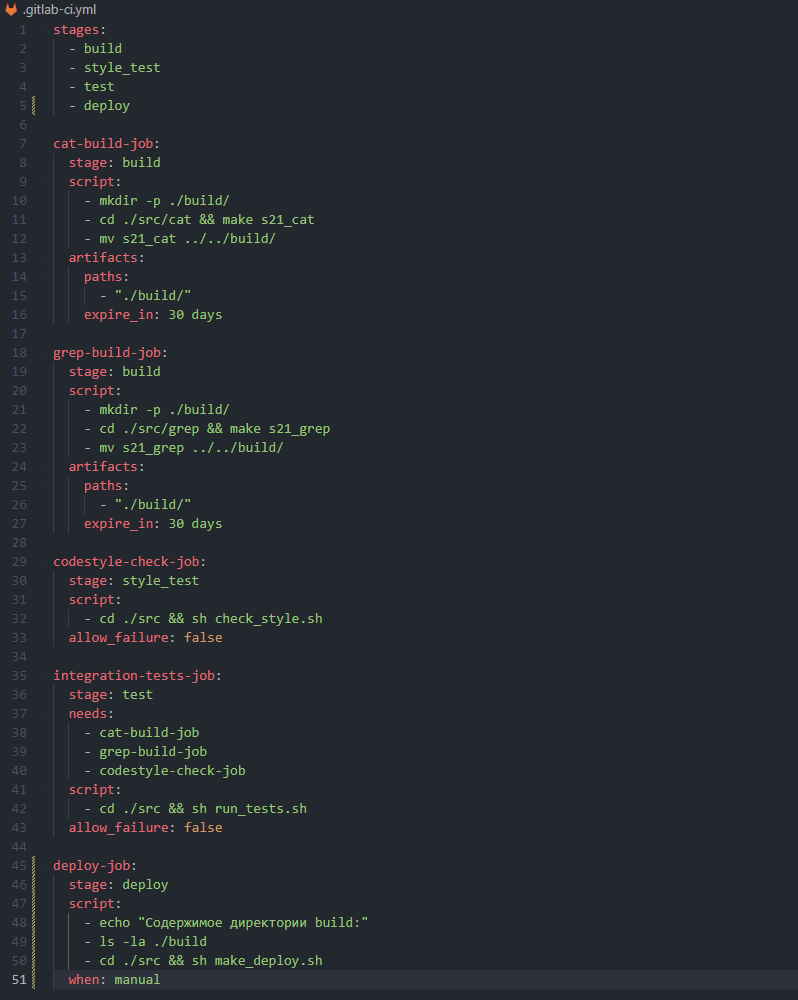 .gitlab-ci.yml
1 stages:
2   - build
3   - style_test
4   - test
5   - deploy
6
7 cat-build-job:
8   stage: build
9   script:
10     - mkdir -p ./build/
11     - cd ./src/cat && make s21_cat
12     - mv s21_cat ../../build/
13   artifacts:
14     paths:
15       - "./build/"
16     expire_in: 30 days
17
18 grep-build-job:
19   stage: build
20   script:
21     - mkdir -p ./build/
22     - cd ./src/grep && make s21_grep
23     - mv s21_grep ../../build/
24   artifacts:
25     paths:
26       - "./build/"
27     expire_in: 30 days
28
29 codestyle-check-job:
30   stage: style_test
31   script:
32     - cd ./src && sh check_style.sh
33   allow_failure: false
34
35 integration-tests-job:
36   stage: test
37   needs:
38     - cat-build-job
39     - grep-build-job
40     - codestyle-check-job
41   script:
42     - cd ./src && sh run_tests.sh
43   allow_failure: false
44
45 deploy-job:
46   stage: deploy
47   script:
48     - echo "Содержимое директории build:"
49     - ls -la ./build
50     - cd ./src && sh make_deploy.sh
51   when: manual